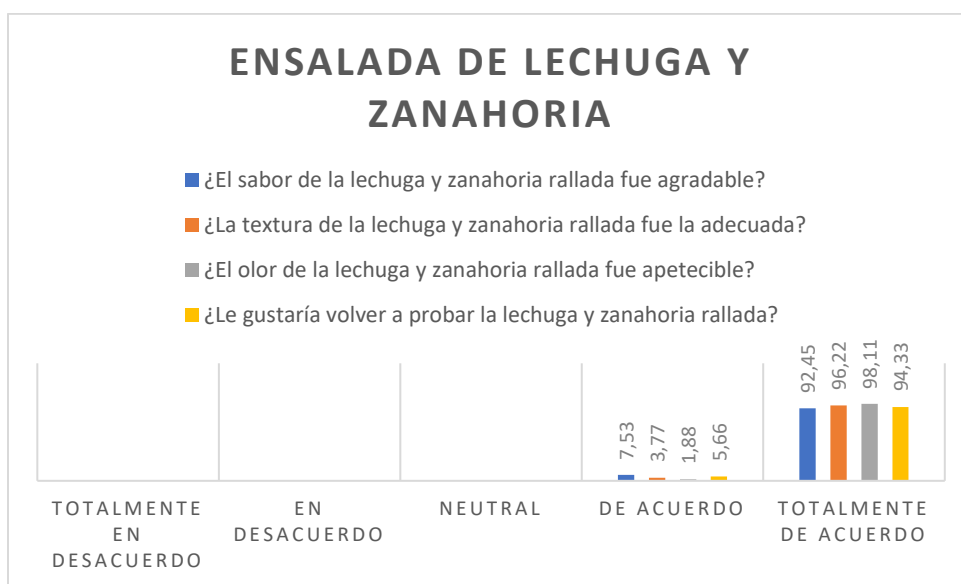 ENSALADA DE LECHUGA Y
ZANAHORIA
¿El sabor de la lechuga y zanahoria rallada fue agradable?
¿La textura de la lechuga y zanahoria rallada fue la adecuada?
¿El olor de la lechuga y zanahoria rallada fue apetecible?
¿Le gustaría volver a probar la lechuga y zanahoria rallada?
7,53
3,77
1,88
5,66
92,45
96,22
98,11
94,33
TOTALMENTE
EN
DESACUERDO
EN
DESACUERDO
NEUTRAL
DE ACUERDO
TOTALMENTE
DE ACUERDO